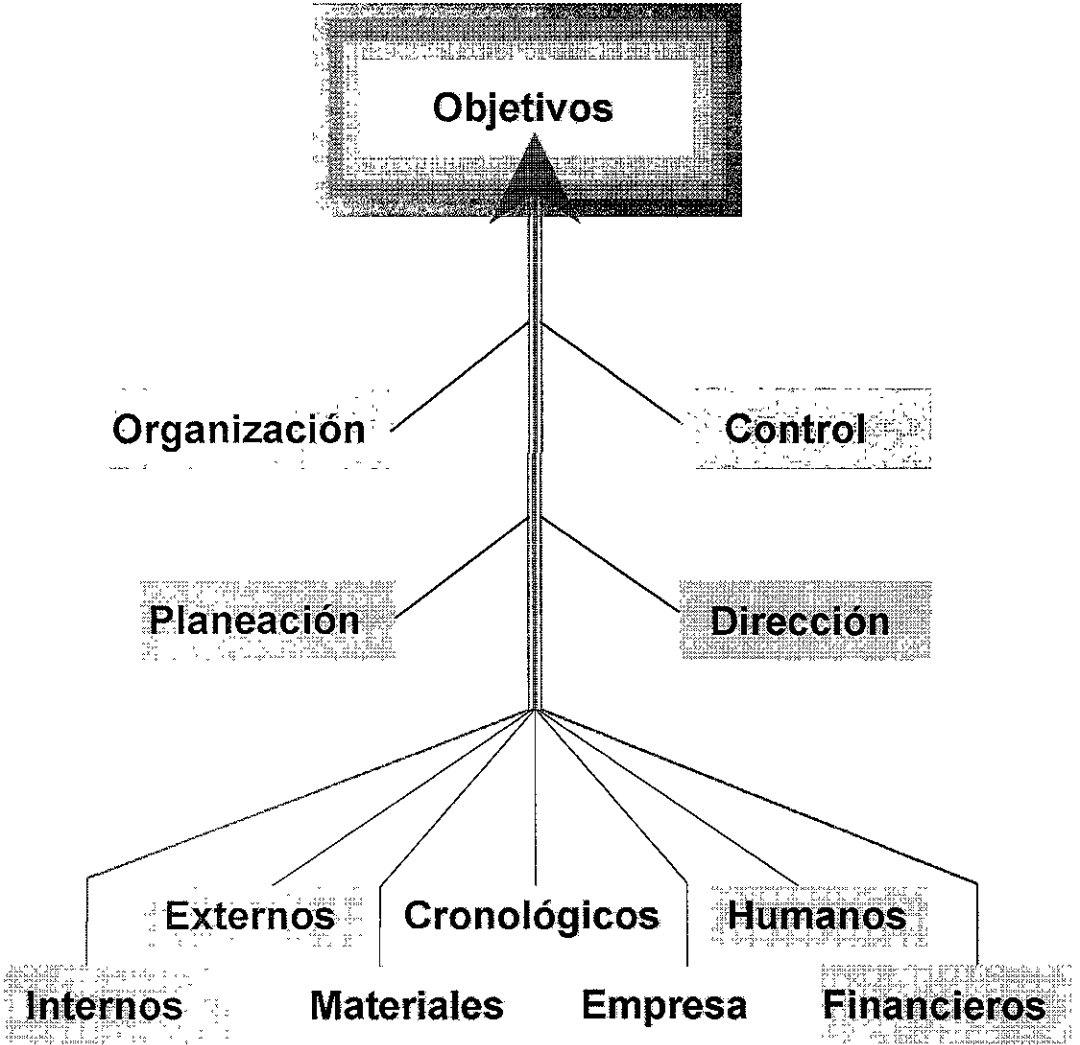 Objetivos
Organización
Control
Planeación
Dirección
Externos
Cronológicos
Humanos
Internos
Materiales
Empresa
Financieros